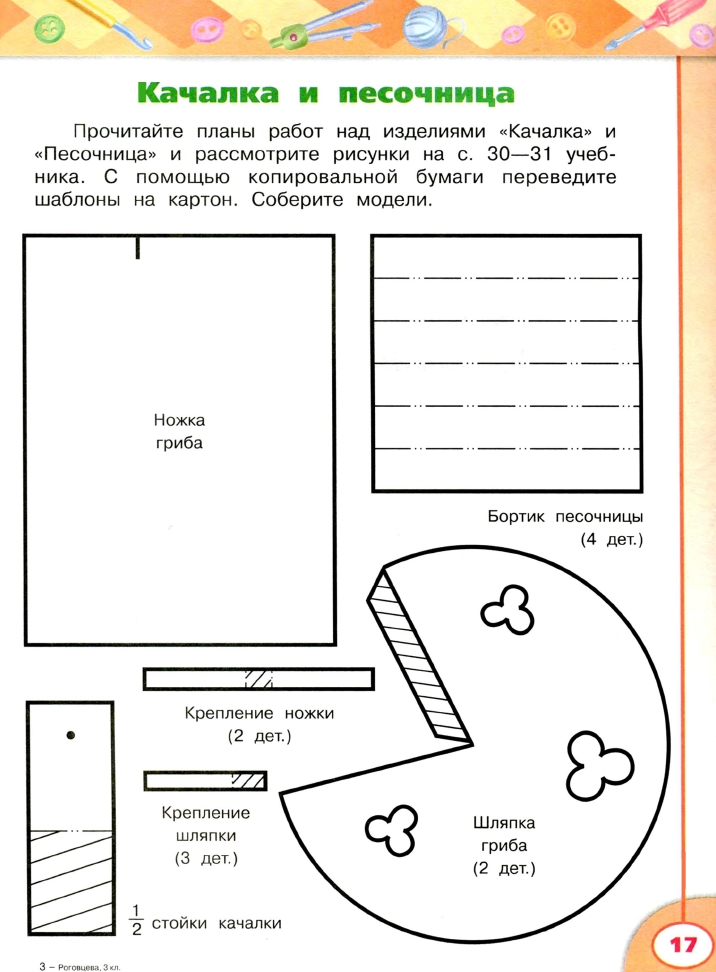 Качалка и песочница
Прочитайте планы работ над изделиями «Качалка» и
«Песочница» и рассмотрите рисунки на с. 30—31 учеб-
ника. С помощью копировальной бумаги переведите
шаблоны на картон. Соберите модели.
Ножка
гриба
Бортик песочницы
(4 дет.)
Крепление ножки
(2 дет.)
Крепление
шляпки
(3 дет.)
Шляпка
гриба
(2 дет.)
1/2 стойки качалки
3 – Роговцева, 3 кл.
17